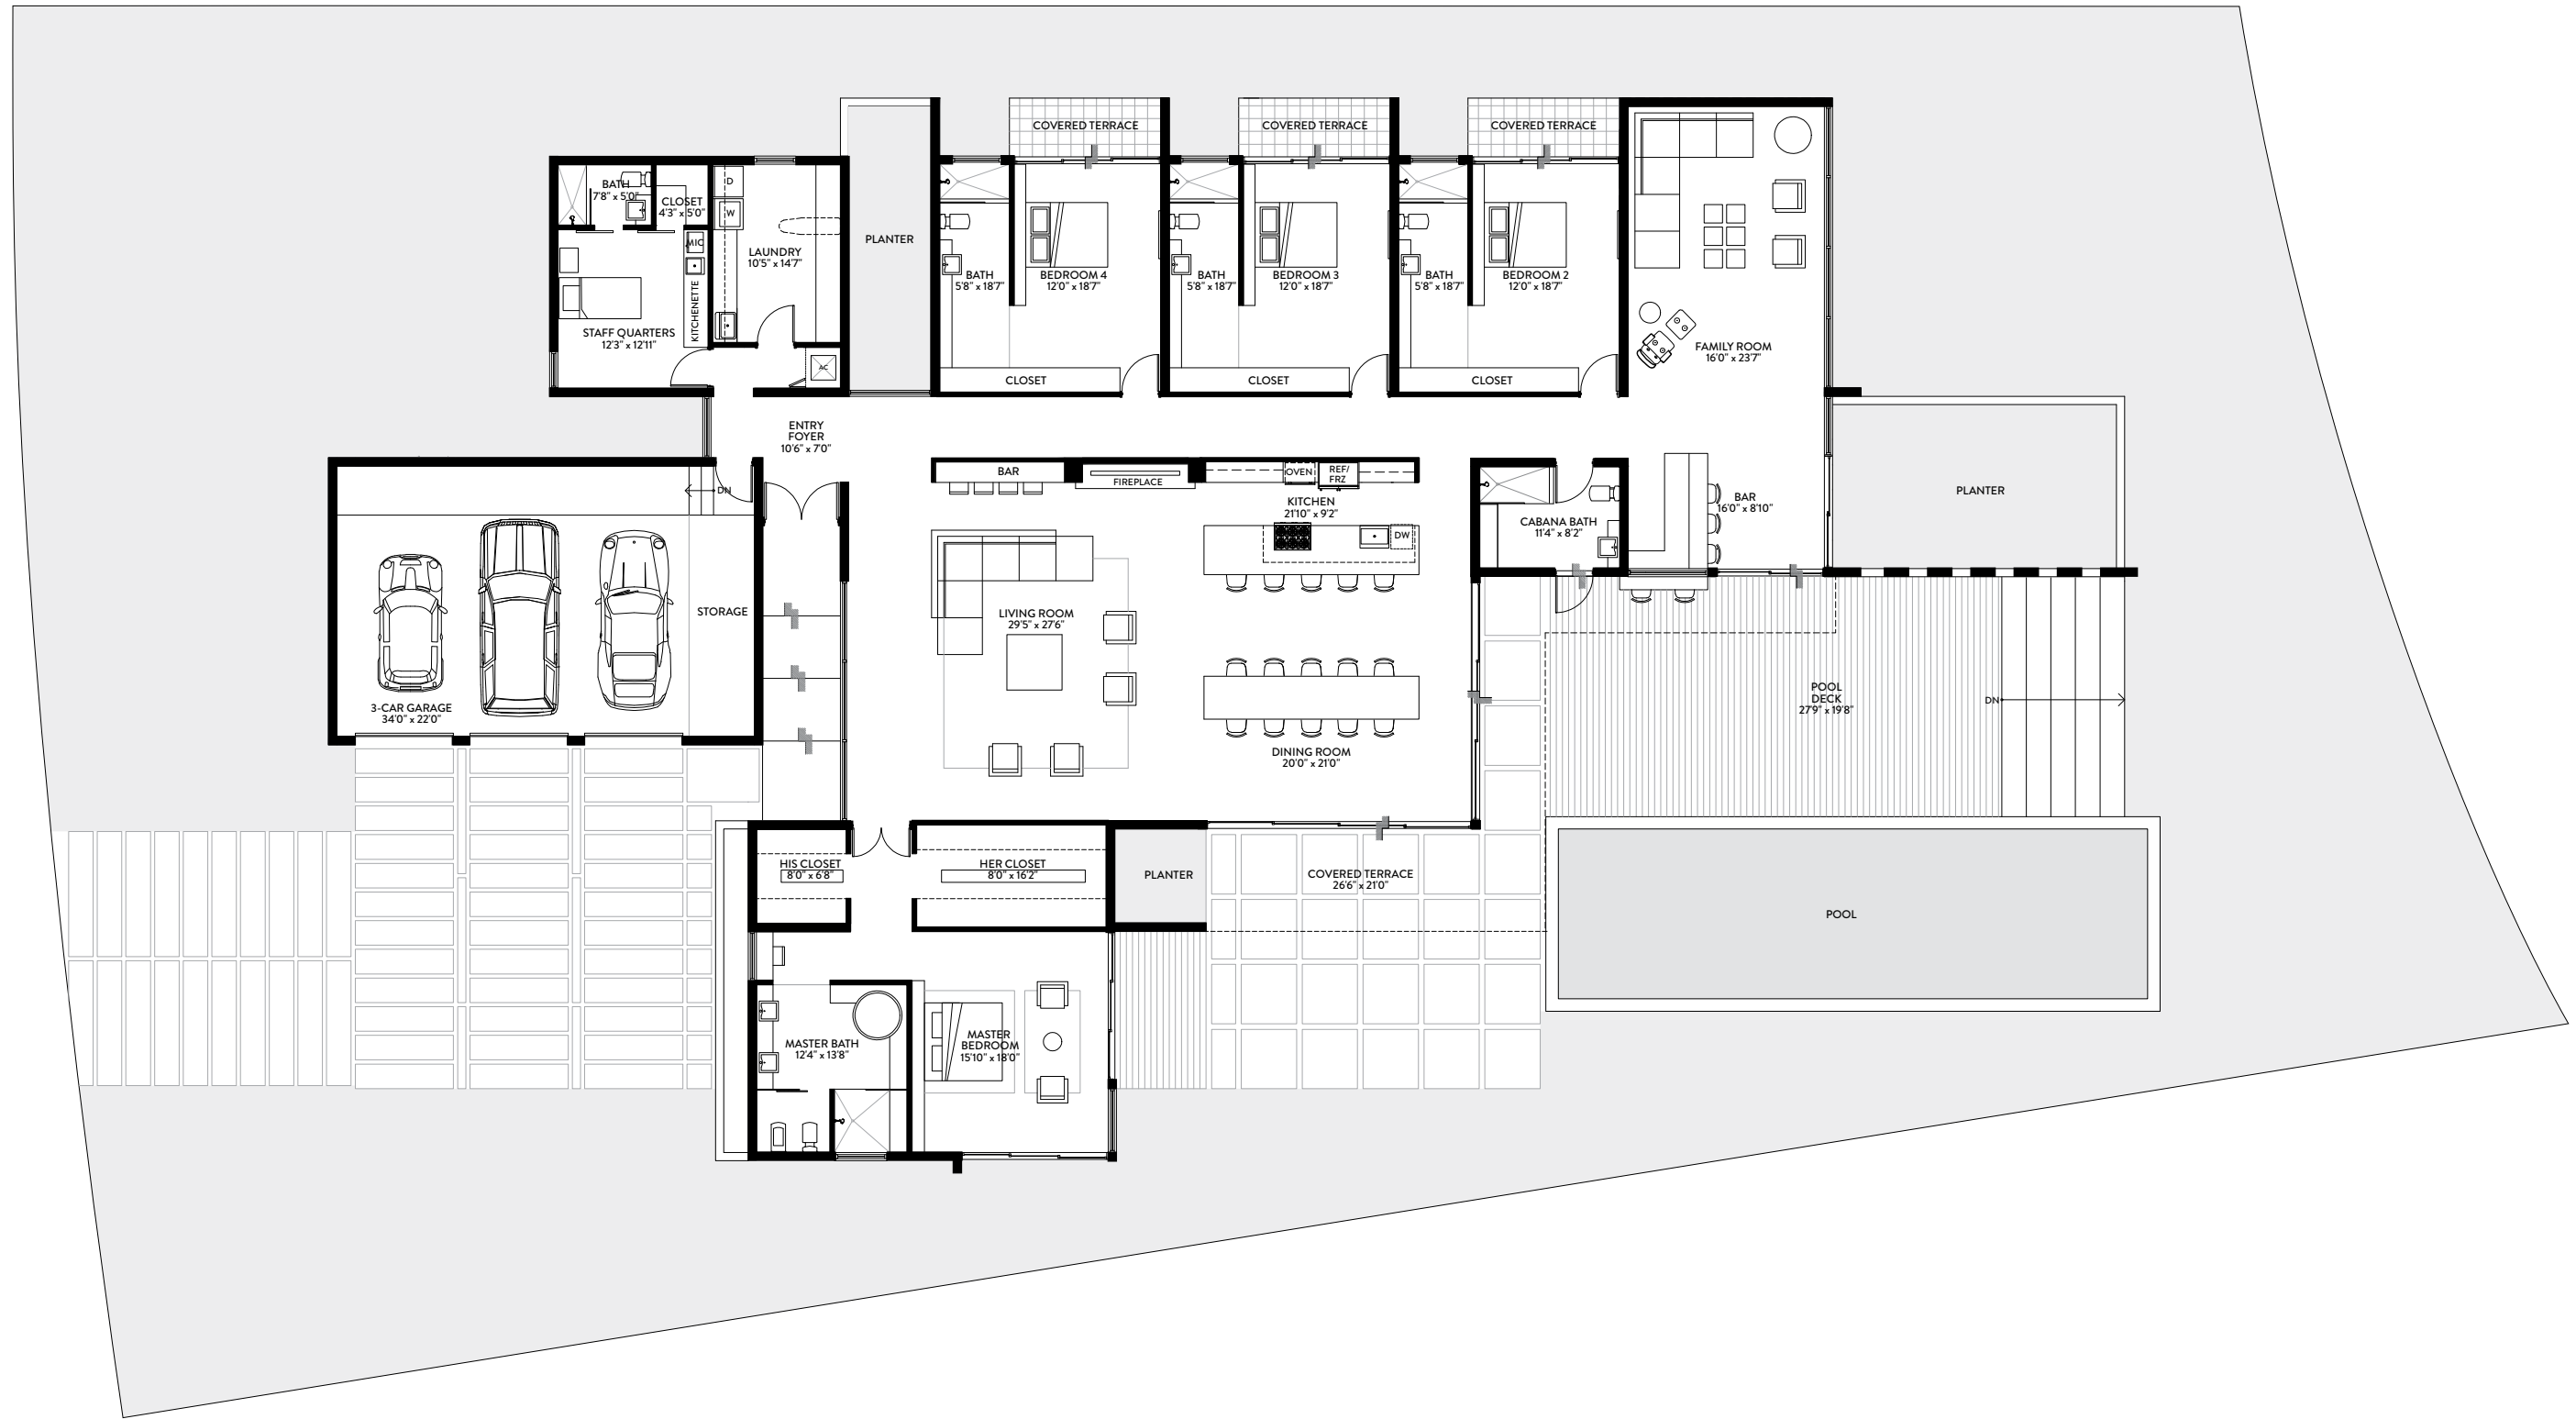 COVERED TERRACE
COVERED TERRACE
COVERED TERRACE
BATH
7'8" x 5'0"
CLOSET
4'3" x 5'0"
D
W
MIC
KITCHENETTE
LAUNDRY
10'5" x 14'7"
STAFF QUARTERS
12'3" x 12'11"
AC
PLANTER
BATH
5'8" x 18'7"
BEDROOM 4
12'0" x 18'7"
CLOSET
BATH
5'8" x 18'7"
BEDROOM 3
12'0" x 18'7"
CLOSET
BATH
5'8" x 18'7"
BEDROOM 2
12'0" x 18'7"
CLOSET
FAMILY ROOM
16'0" x 23'7"
ENTRY
FOYER
10'6" x 7'0"
BAR
FIREPLACE
OVEN
REF/
FRZ
KITCHEN
21'10" x 9'2"
DW
CABANA BATH
11'4" x 8'2"
BAR
16'0" x 8'10"
PLANTER
DN
STORAGE
3-CAR GARAGE
34'0" x 22'0"
LIVING ROOM
29'5" x 27'6"
DINING ROOM
20'0" x 21'0"
POOL
DECK
27'9" x 19'8"
DN
HIS CLOSET
8'0" x 6'8"
HER CLOSET
8'0" x 16'2"
PLANTER
COVERED TERRACE
26'6" x 21'0"
POOL
MASTER BATH
12'4" x 13'8"
MASTER
BEDROOM
15'10" x 18'0"